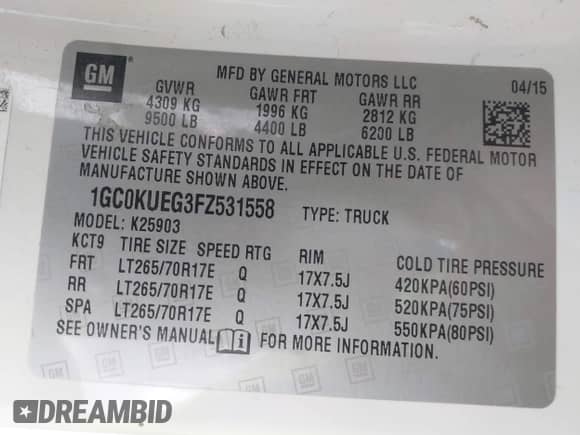 GM
MFD BY GENERAL MOTORS LLC
04/15
GVWR GAWR FRT GAWR RR
4309 KG 1996 KG 2812 KG
9500 LB 4400 LB 6200 LB
THIS VEHICLE CONFORMS TO ALL APPLICABLE U.S. FEDERAL MOTOR
VEHICLE SAFETY STANDARDS IN EFFECT ON THE DATE OF
MANUFACTURE SHOWN ABOVE.
1GC0KUEG3FZ531558 TYPE: TRUCK
MODEL: K25903
KCT9 TIRE SIZE SPEED RTG RIM COLD TIRE PRESSURE
FRT LT265/70R17E Q 17X7.5J 420KPA(60PSI)
RR LT265/70R17E Q 17X7.5J 520KPA(75PSI)
SPA LT265/70R17E Q 17X7.5J 550KPA(80PSI)
SEE OWNER'S MANUAL i FOR MORE INFORMATION.
DREAMBID